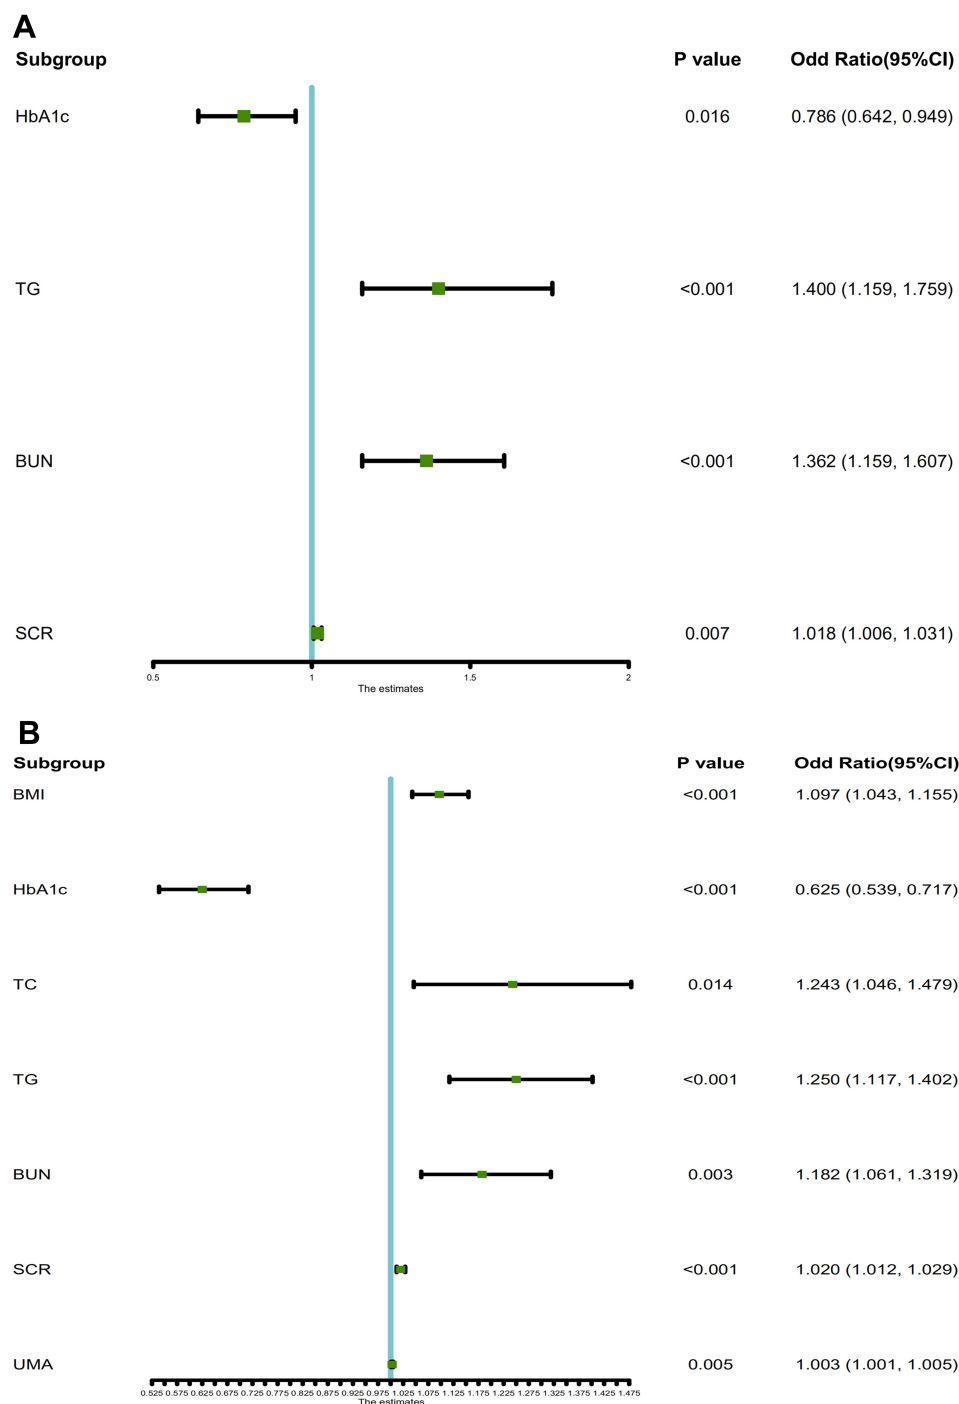 A
Subgroup P value Odd Ratio(95%CI)
HbA1c 0.016 0.786 (0.642, 0.949)
TG <0.001 1.400 (1.159, 1.759)
BUN <0.001 1.362 (1.159, 1.607)
SCR 0.007 1.018 (1.006, 1.031)
0.5 1 1.5 2
The estimates
B
Subgroup P value Odd Ratio(95%CI)
BMI <0.001 1.097 (1.043, 1.155)
HbA1c <0.001 0.625 (0.539, 0.717)
TC 0.014 1.243 (1.046, 1.479)
TG <0.001 1.250 (1.117, 1.402)
BUN 0.003 1.182 (1.061, 1.319)
SCR <0.001 1.020 (1.012, 1.029)
UMA 0.005 1.003 (1.001, 1.005)
0.525 0.575 0.625 0.675 0.725 0.775 0.825 0.875 0.925 0.975 1.025 1.075 1.125 1.175 1.225 1.275 1.325 1.375 1.425 1.475
The estimates